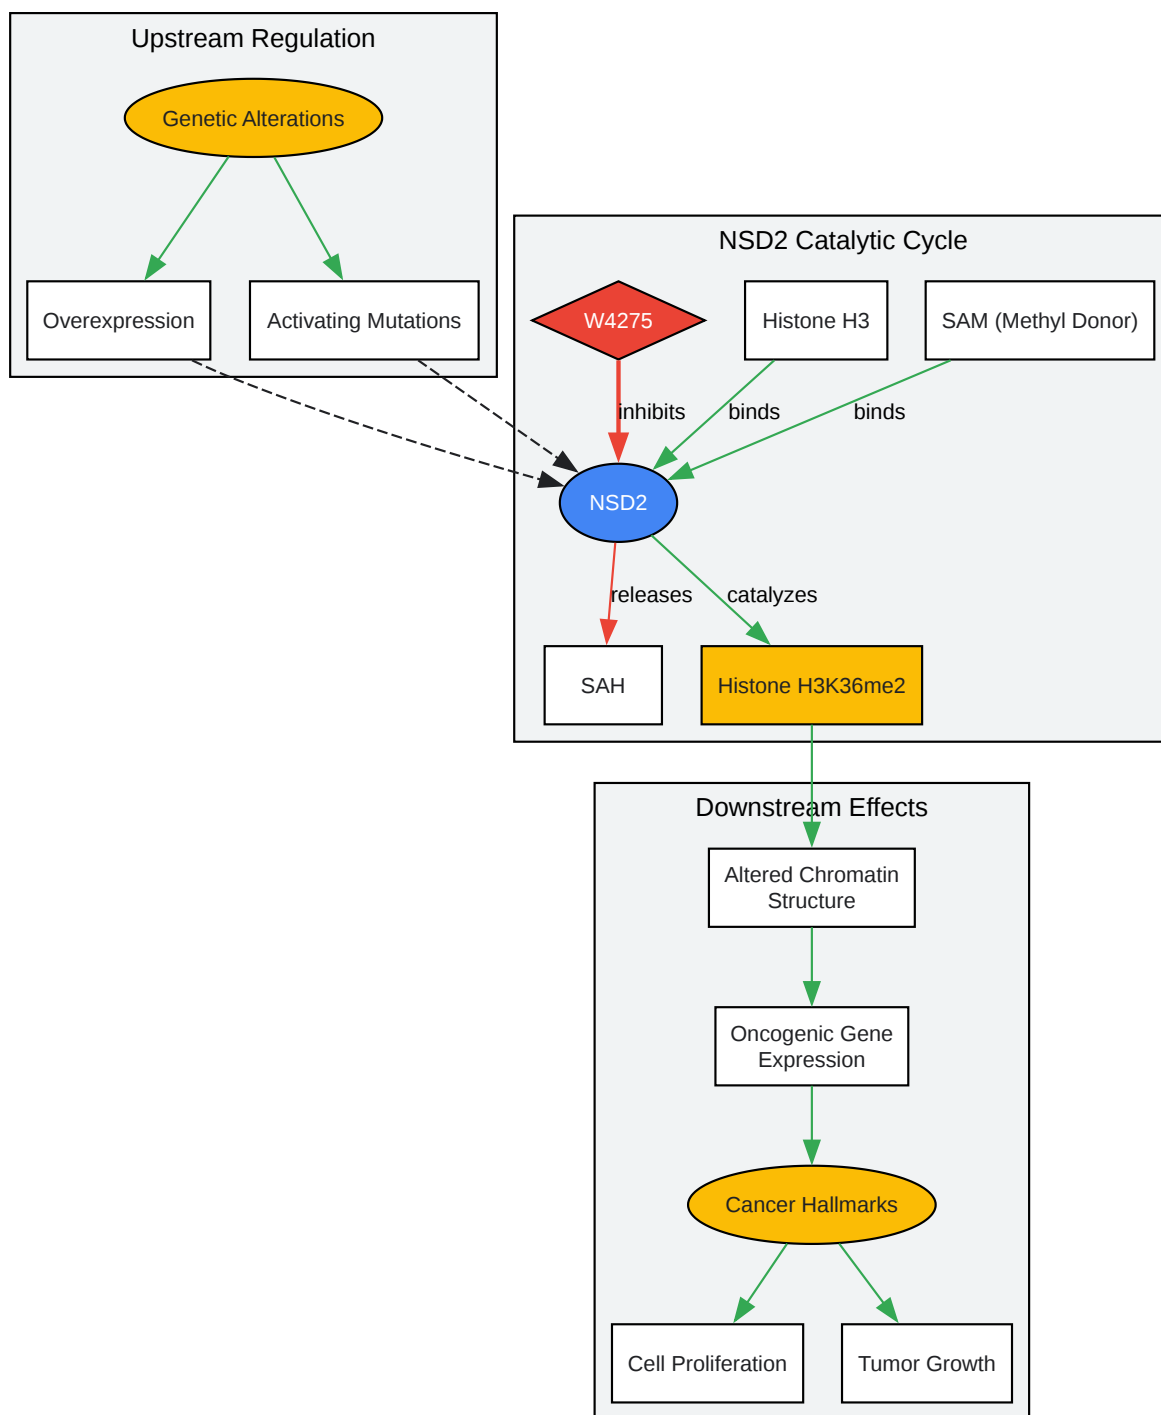 Upstream Regulation
Genetic Alterations
Overexpression
Activating Mutations
NSD2 Catalytic Cycle
W4275
Histone H3
SAM (Methyl Donor)
inhibits
binds
binds
NSD2
releases
catalyzes
SAH
Histone H3K36me2
Downstream Effects
Altered Chromatin
Structure
Oncogenic Gene
Expression
Cancer Hallmarks
Cell Proliferation
Tumor Growth